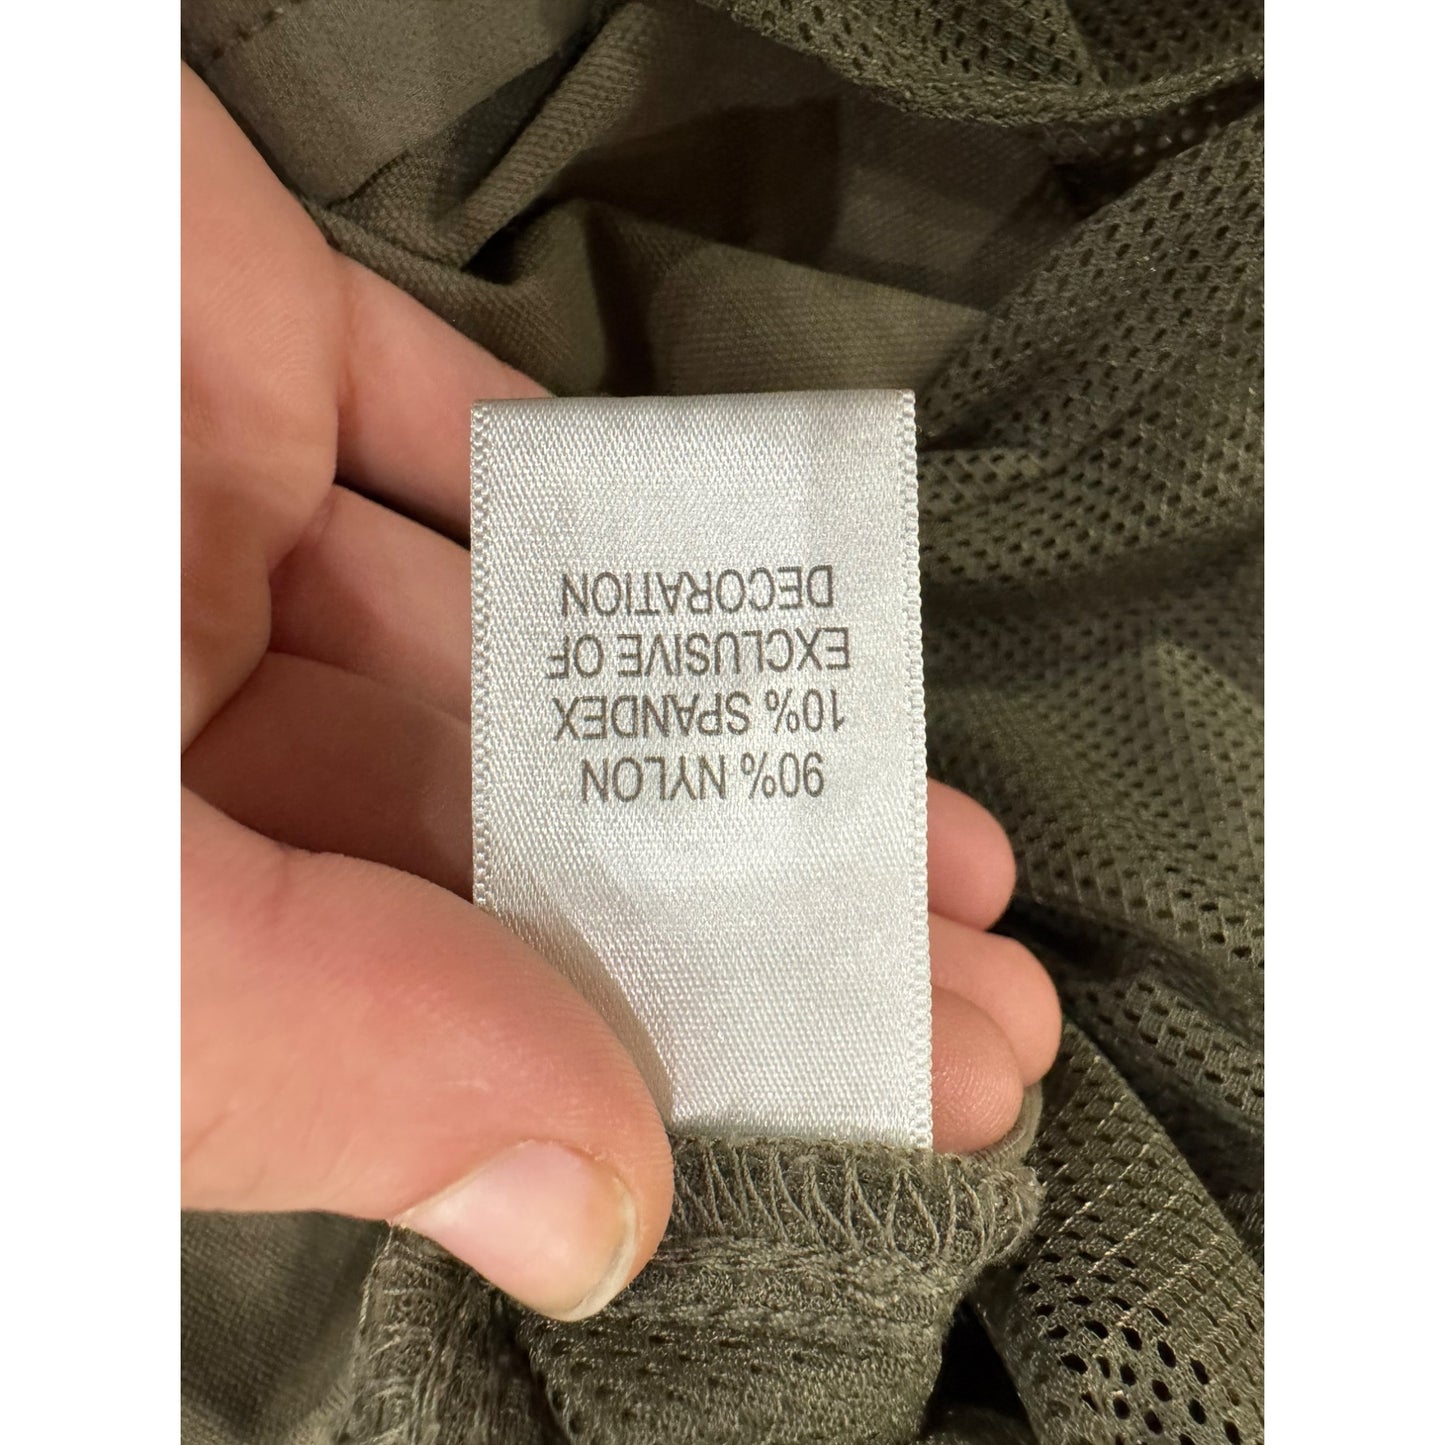 90% NYLON
10% SPANDEX
EXCLUSIVE OF
DECORATION